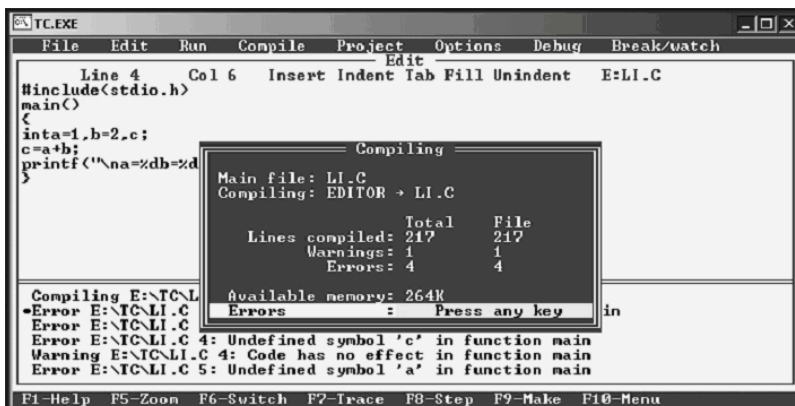 TC.EXE
File Edit Run Compile Project Options Debug Break/watch
Edit
Line 4 Col 6 Insert Indent Tab Fill Unindent E:LI.C
#include<stdio.h>
main()
{
inta=1,b=2,c;
c=a+b;
printf("\na=%db=%d
}
Compiling
Main file: LI.C
Compiling: EDITOR → LI.C
Total File
Lines compiled: 217 217
Warnings: 1 1
Errors: 4 4
Available memory: 264K
Errors : Press any key
Compiling E:\TC\L
•Error E:\TC\LI.C in
Error E:\TC\LI.C
Error E:\TC\LI.C 4: Undefined symbol 'c' in function main
Warning E:\TC\LI.C 4: Code has no effect in function main
Error E:\TC\LI.C 5: Undefined symbol 'a' in function main
F1-Help F5-Zoom F6-Switch F7-Trace F8-Step F9-Make F10-Menu